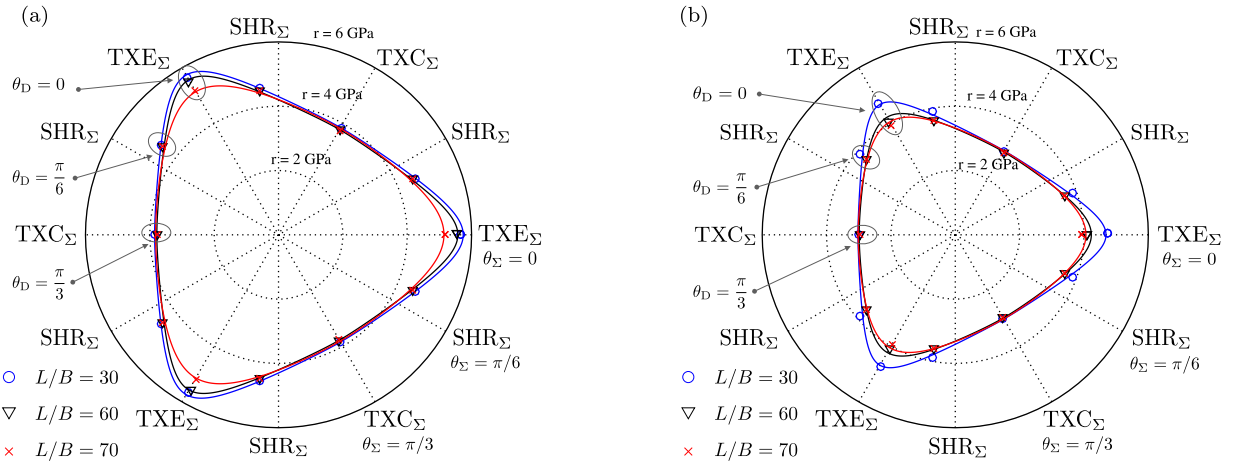 (a)
SHR_Σ
r = 6 GPa
TXE_Σ
TXC_Σ
θ_D = 0
r = 4 GPa
SHR_Σ
SHR_Σ
r = 2 GPa
θ_D = π/6
TXC_Σ
TXE_Σ
θ_Σ = 0
θ_D = π/3
SHR_Σ
SHR_Σ
θ_Σ = π/6
L/B = 30
L/B = 60
TXE_Σ
TXC_Σ
θ_Σ = π/3
SHR_Σ
L/B = 70
(b)
SHR_Σ
r = 6 GPa
TXE_Σ
TXC_Σ
θ_D = 0
r = 4 GPa
SHR_Σ
SHR_Σ
r = 2 GPa
θ_D = π/6
TXC_Σ
TXE_Σ
θ_Σ = 0
θ_D = π/3
SHR_Σ
SHR_Σ
θ_Σ = π/6
L/B = 30
L/B = 60
TXE_Σ
TXC_Σ
θ_Σ = π/3
SHR_Σ
L/B = 70